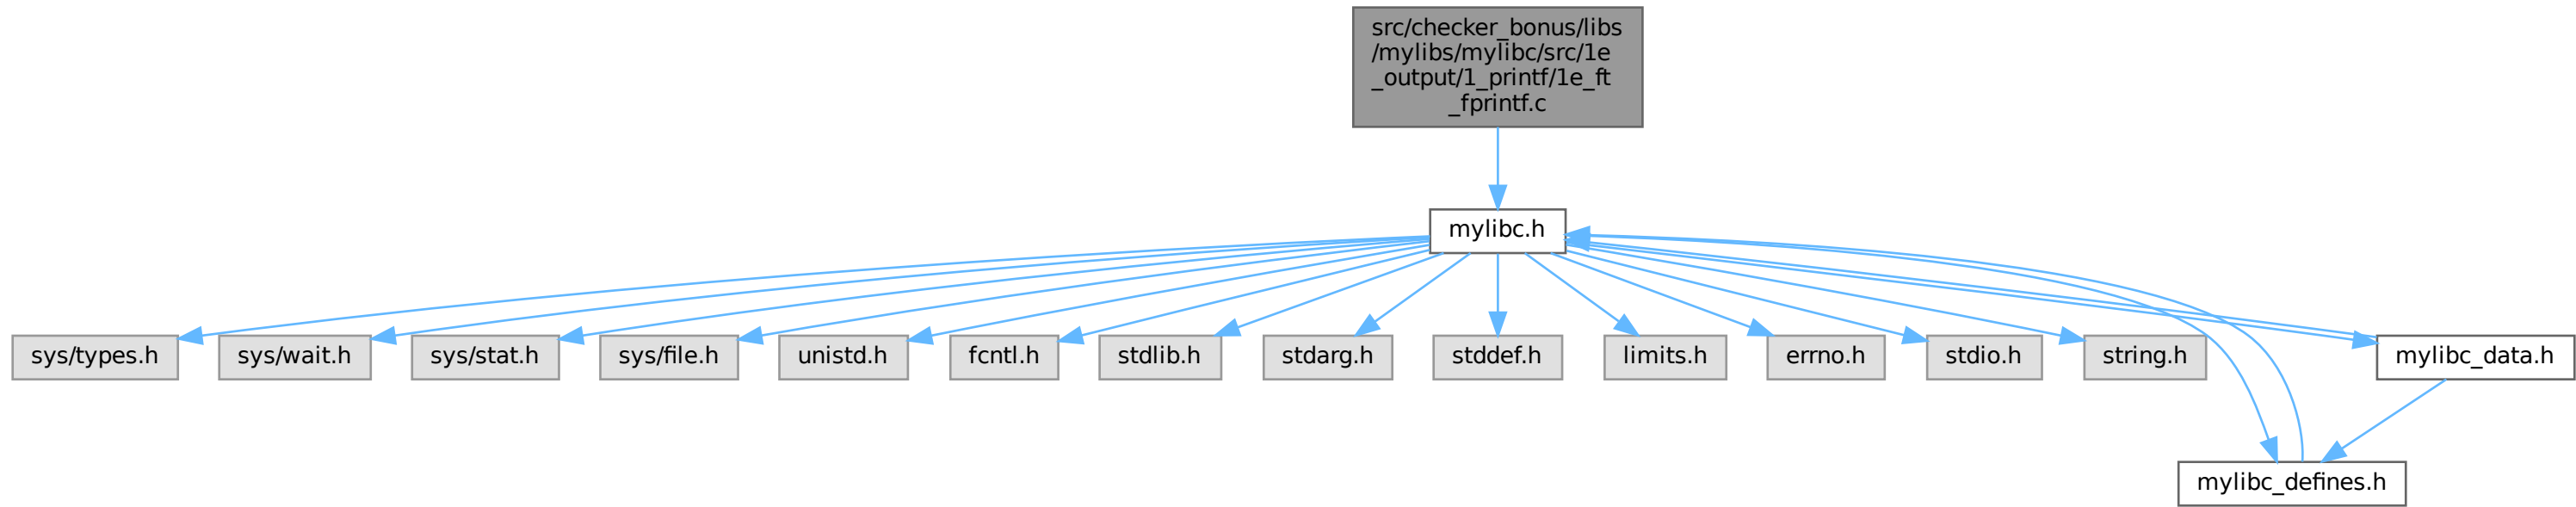 src/checker_bonus/libs
/mylibs/mylibc/src/1e
_output/1_printf/1e_ft
_fprintf.c
mylibc.h
sys/types.h
sys/wait.h
sys/stat.h
sys/file.h
unistd.h
fcntl.h
stdlib.h
stdarg.h
stddef.h
limits.h
errno.h
stdio.h
string.h
mylibc_data.h
mylibc_defines.h